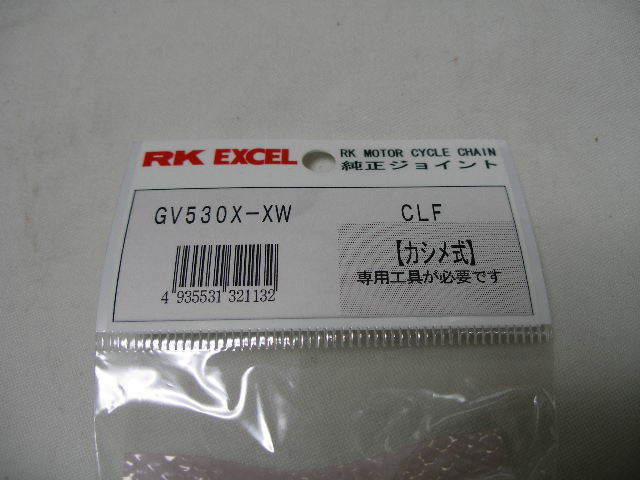 RK EXCEL
RK MOTOR CYCLE CHAIN
純正ジョイント
GV530X-XW
CLF
【カシメ式】
専用工具が必要です
4 935531 321132